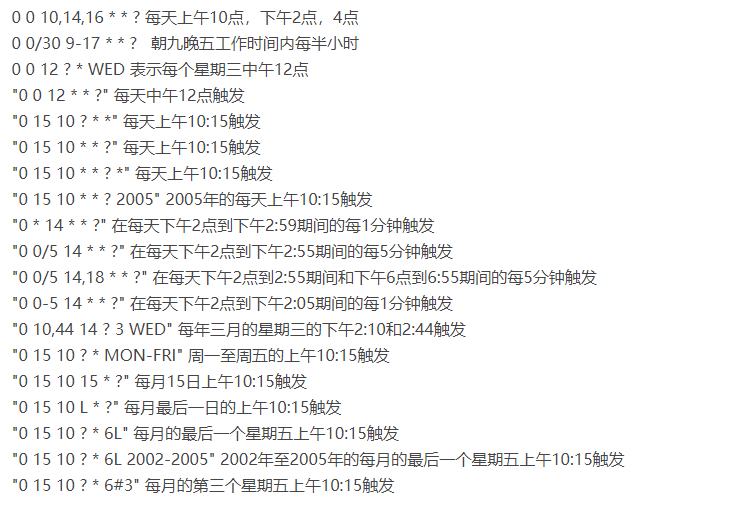 0 0 10,14,16 * * ? 每天上午10点，下午2点，4点
0 0/30 9-17 * * ?   朝九晚五工作时间内每半小时
0 0 12 ? * WED 表示每个星期三中午12点
"0 0 12 * * ?" 每天中午12点触发
"0 15 10 ? * *" 每天上午10:15触发
"0 15 10 * * ?" 每天上午10:15触发
"0 15 10 * * ? *" 每天上午10:15触发
"0 15 10 * * ? 2005" 2005年的每天上午10:15触发
"0 * 14 * * ?" 在每天下午2点到下午2:59期间的每1分钟触发
"0 0/5 14 * * ?" 在每天下午2点到下午2:55期间的每5分钟触发
"0 0/5 14,18 * * ?" 在每天下午2点到2:55期间和下午6点到6:55期间的每5分钟触发
"0 0-5 14 * * ?" 在每天下午2点到下午2:05期间的每1分钟触发
"0 10,44 14 ? 3 WED" 每年三月的星期三的下午2:10和2:44触发
"0 15 10 ? * MON-FRI" 周一至周五的上午10:15触发
"0 15 10 15 * ?" 每月15日上午10:15触发
"0 15 10 L * ?" 每月最后一日的上午10:15触发
"0 15 10 ? * 6L" 每月的最后一个星期五上午10:15触发
"0 15 10 ? * 6L 2002-2005" 2002年至2005年的每月的最后一个星期五上午10:15触发
"0 15 10 ? * 6#3" 每月的第三个星期五上午10:15触发